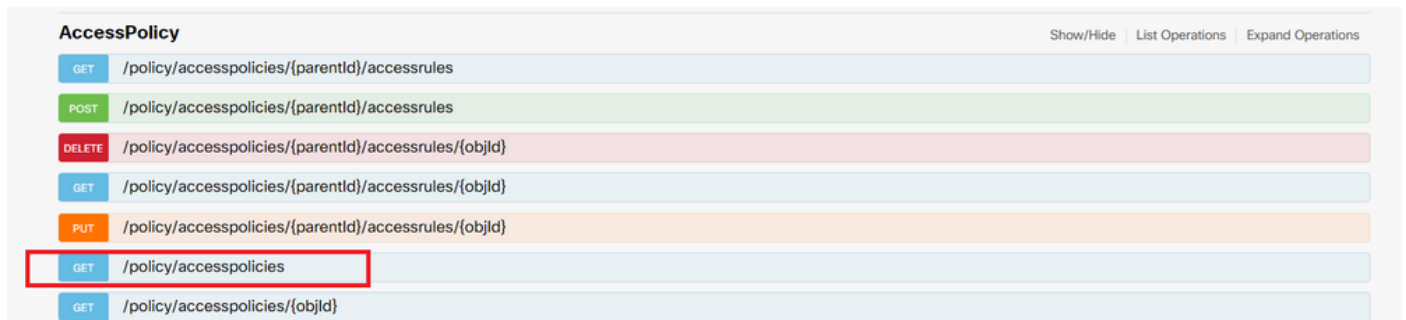 AccessPolicy Show/Hide List Operations Expand Operations
GET /policy/accesspolicies/{parentId}/accessrules
POST /policy/accesspolicies/{parentId}/accessrules
DELETE /policy/accesspolicies/{parentId}/accessrules/{objId}
GET /policy/accesspolicies/{parentId}/accessrules/{objId}
PUT /policy/accesspolicies/{parentId}/accessrules/{objId}
GET /policy/accesspolicies
GET /policy/accesspolicies/{objId}